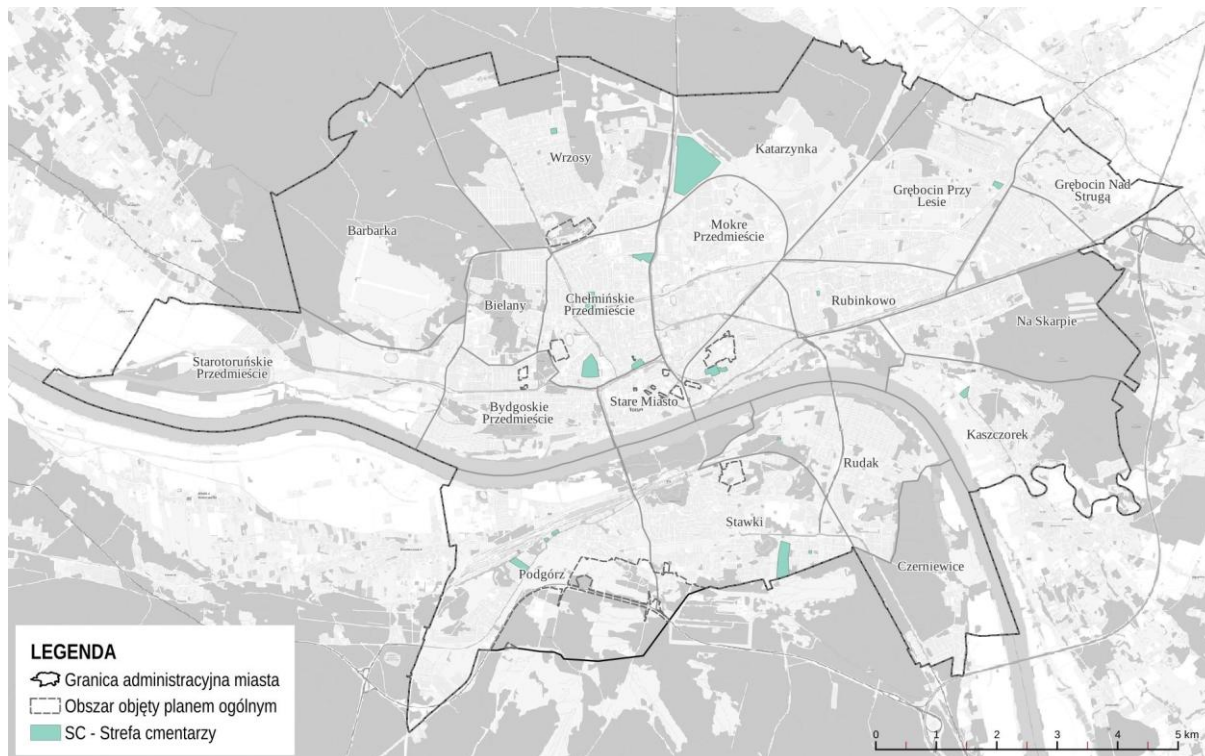 Wrzosy
Katarzynka
Grębocin Przy
Lesie
Grębocin Nad
Strugą
Barbarka
Mokre
Przedmieście
Bielany
Chełmińskie
Przedmieście
Rubinkowo
Na Skarpie
Starotoruńskie
Przedmieście
Bydgoskie
Przedmieście
Stare Miasto
Kaszczorek
Rudak
Stawki
Podgórz
Czerniewice
LEGENDA
Granica administracyjna miasta
Obszar objęty planem ogólnym
SC - Strefa cmentarzy
0 1 2 3 4 5 km